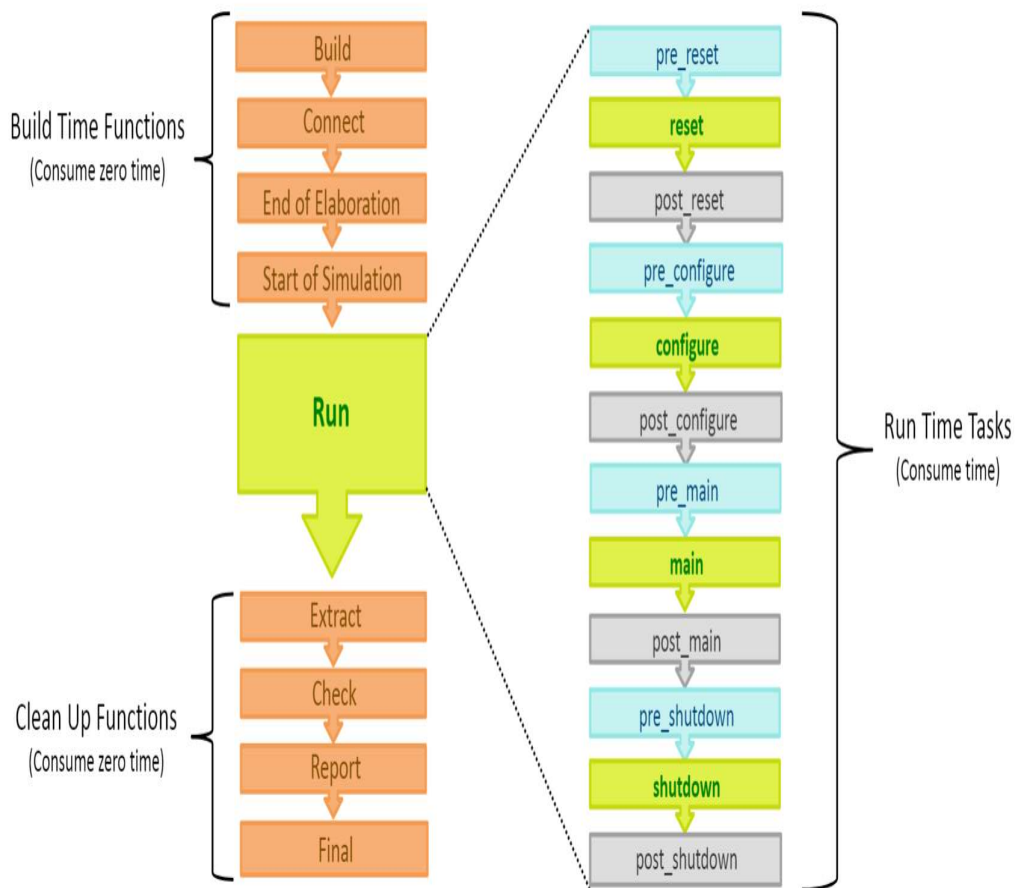 Build Time Functions
(Consume zero time)
Build
Connect
End of Elaboration
Start of Simulation
Run
Clean Up Functions
(Consume zero time)
Extract
Check
Report
Final
pre_reset
reset
post_reset
pre_configure
configure
post_configure
pre_main
main
post_main
pre_shutdown
shutdown
post_shutdown
Run Time Tasks
(Consume time)